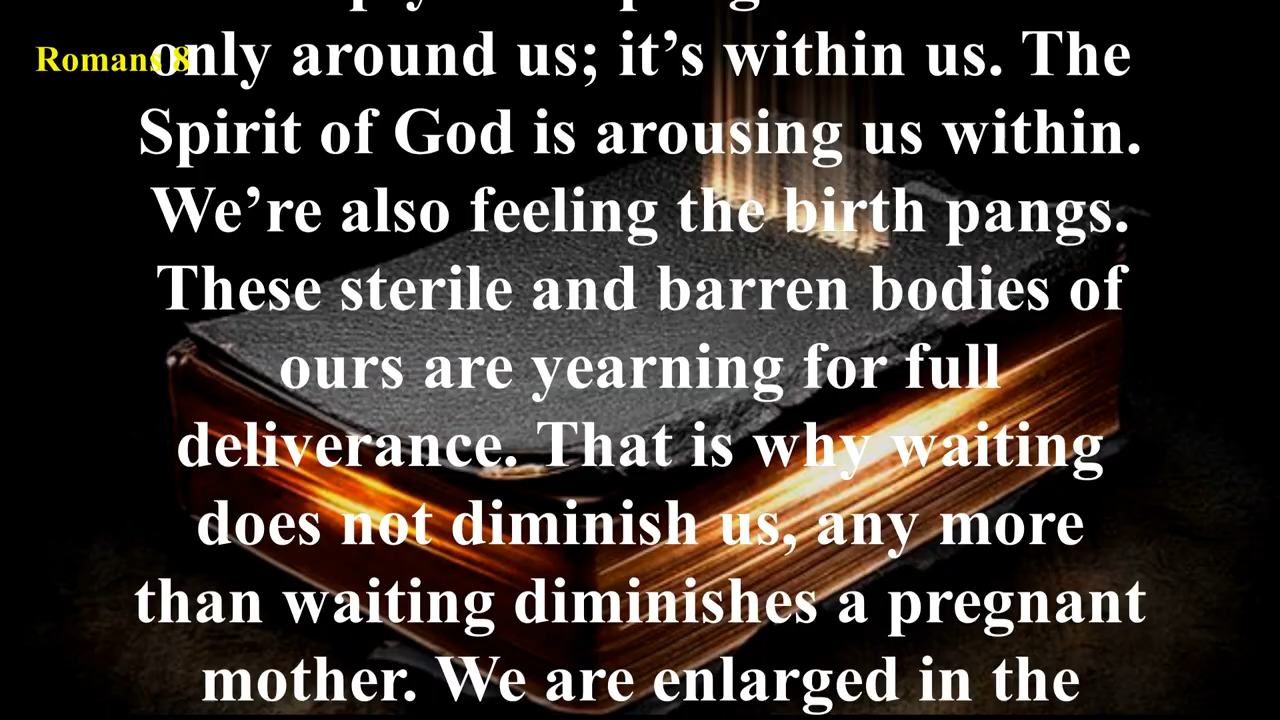 Romans 8
only around us; it’s within us. The
Spirit of God is arousing us within.
We’re also feeling the birth pangs.
These sterile and barren bodies of
ours are yearning for full
deliverance. That is why waiting
does not diminish us, any more
than waiting diminishes a pregnant
mother. We are enlarged in the